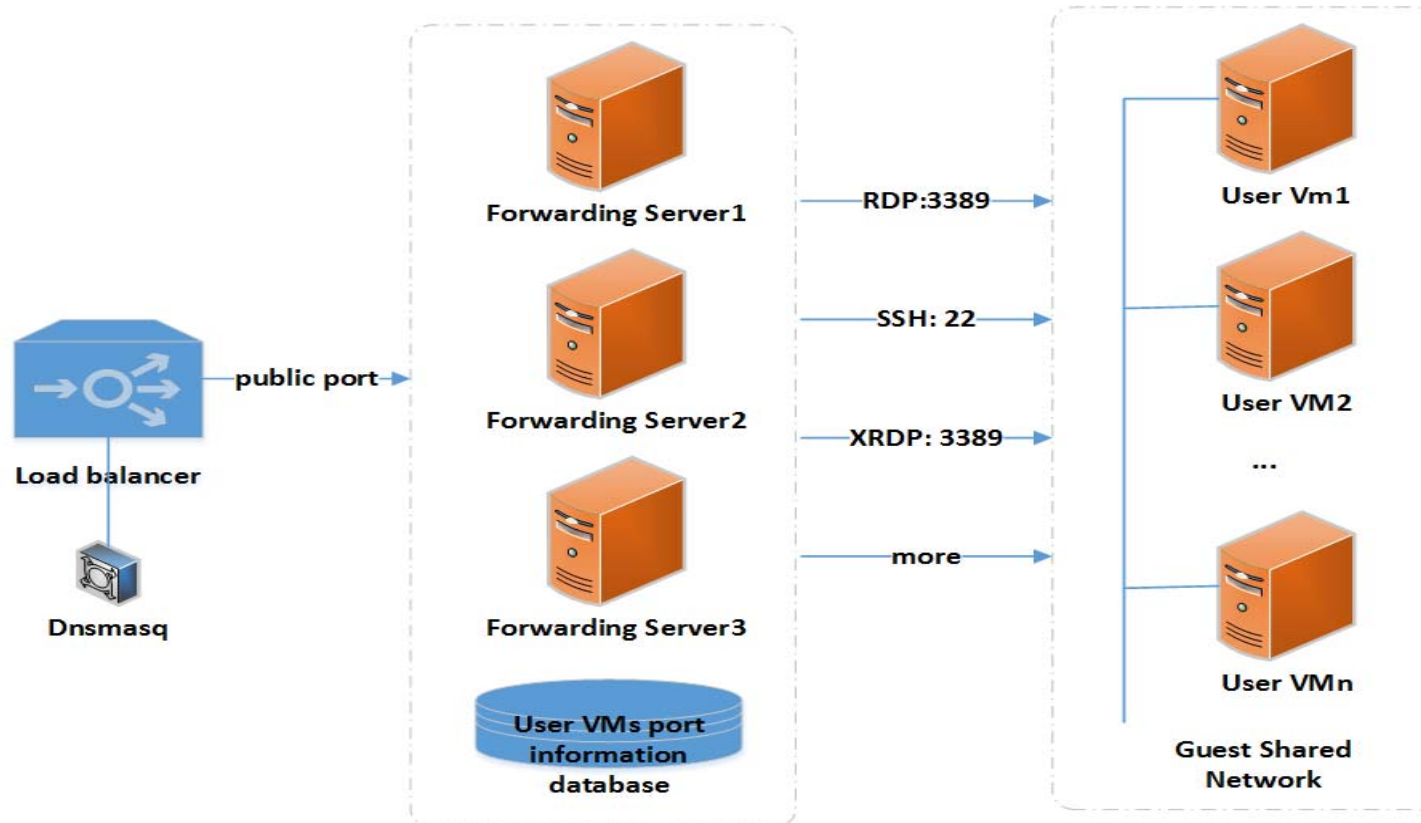 Load balancer
Dnsmasq
public port
Forwarding Server1
Forwarding Server2
Forwarding Server3
User VMs port
information
database
RDP:3389
SSH: 22
XRDP: 3389
more
User Vm1
User VM2
...
User VMn
Guest Shared
Network